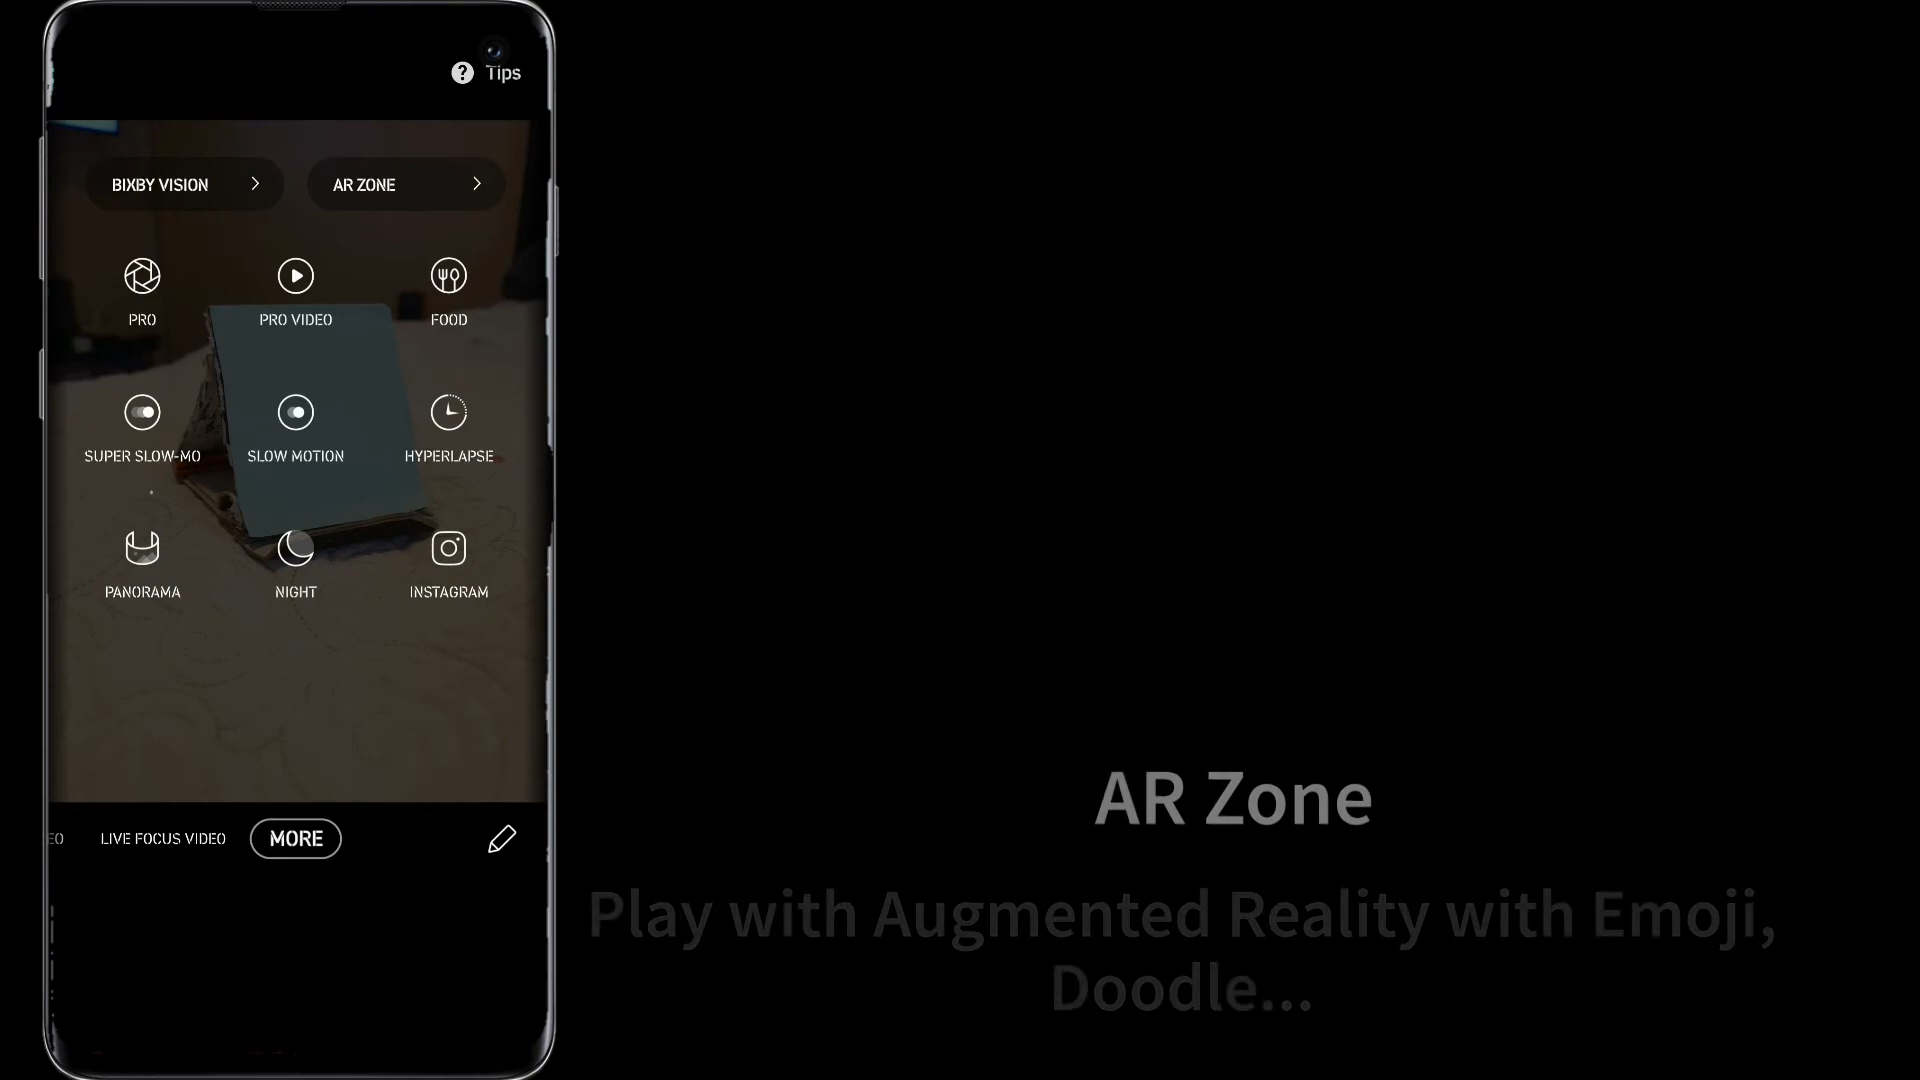 Tips
BIXBY VISION
AR ZONE
PRO
PRO VIDEO
FOOD
SUPER SLOW-MO
SLOW MOTION
HYPERLAPSE
PANORAMA
NIGHT
INSTAGRAM
EO
LIVE FOCUS VIDEO
MORE
AR Zone
Play with Augmented Reality with Emoji,
Doodle...